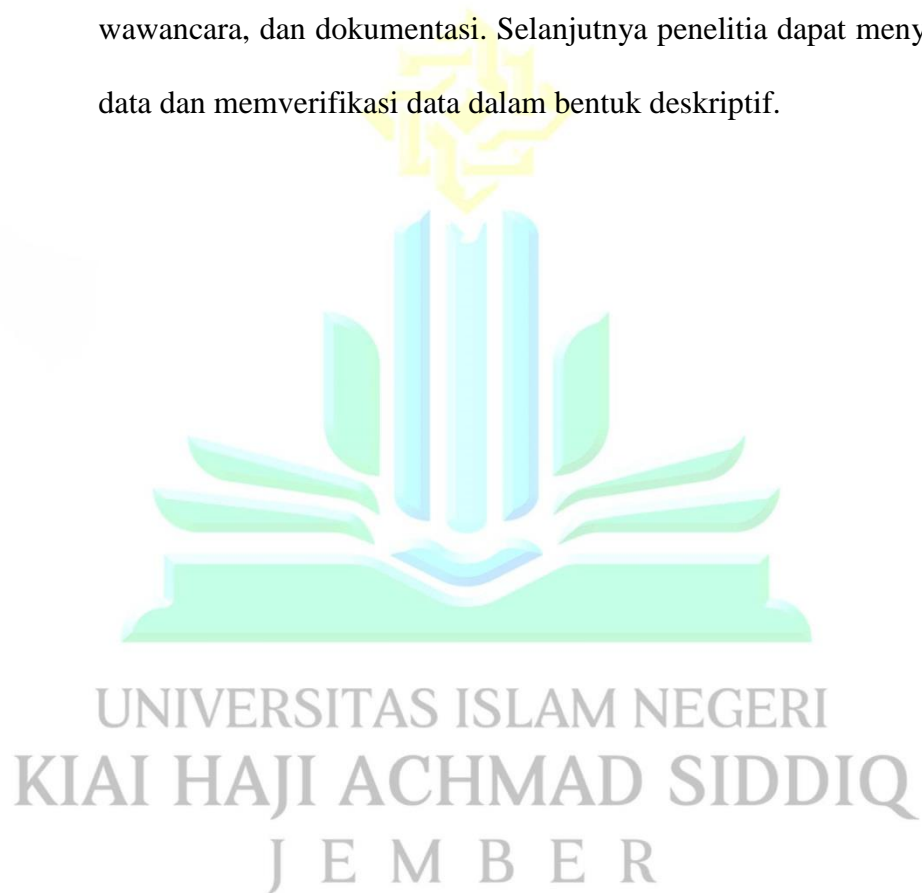 wawancara, dan dokumentasi. Selanjutnya penelitia dapat
data dan memverifikasi data dalam bentuk deskriptif.
UNIVERSITAS ISLAM NEGERI
KIAI HAJI ACHMAD SIDDIQ
JEMBER